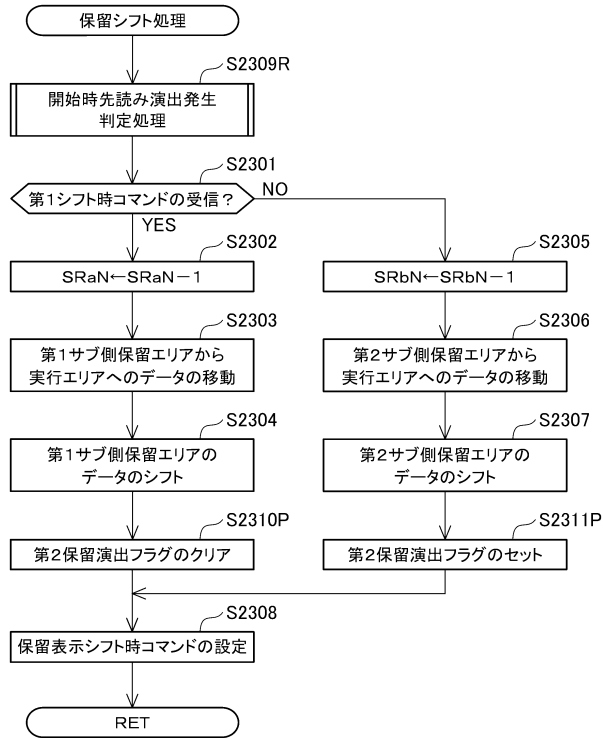 保留シフト処理
S2309R
開始時先読み演出発生
判定処理
S2301
第1シフト時コマンドの受信?
NO
YES
S2302
SRaN←SRaN－1
S2303
第1サブ側保留エリアから
実行エリアへのデータの移動
S2304
第1サブ側保留エリアの
データのシフト
S2310P
第2保留演出フラグのクリア
S2305
SRbN←SRbN－1
S2306
第2サブ側保留エリアから
実行エリアへのデータの移動
S2307
第2サブ側保留エリアの
データのシフト
S2311P
第2保留演出フラグのセット
S2308
保留表示シフト時コマンドの設定
RET